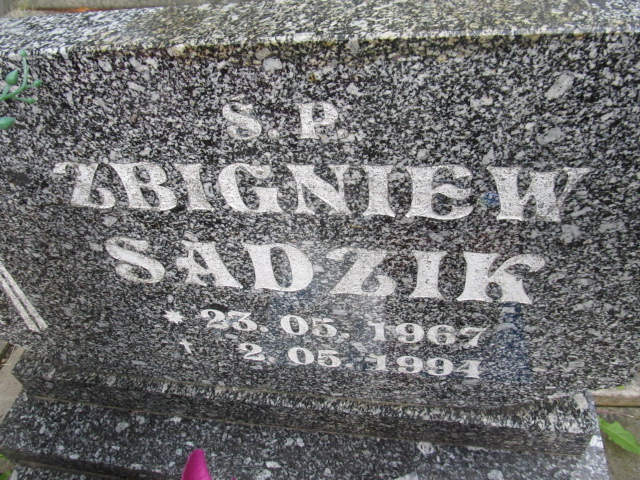 S.P.
ZBIGNIEW
SADZIK
* 23.05.1967
† 2.05.1994